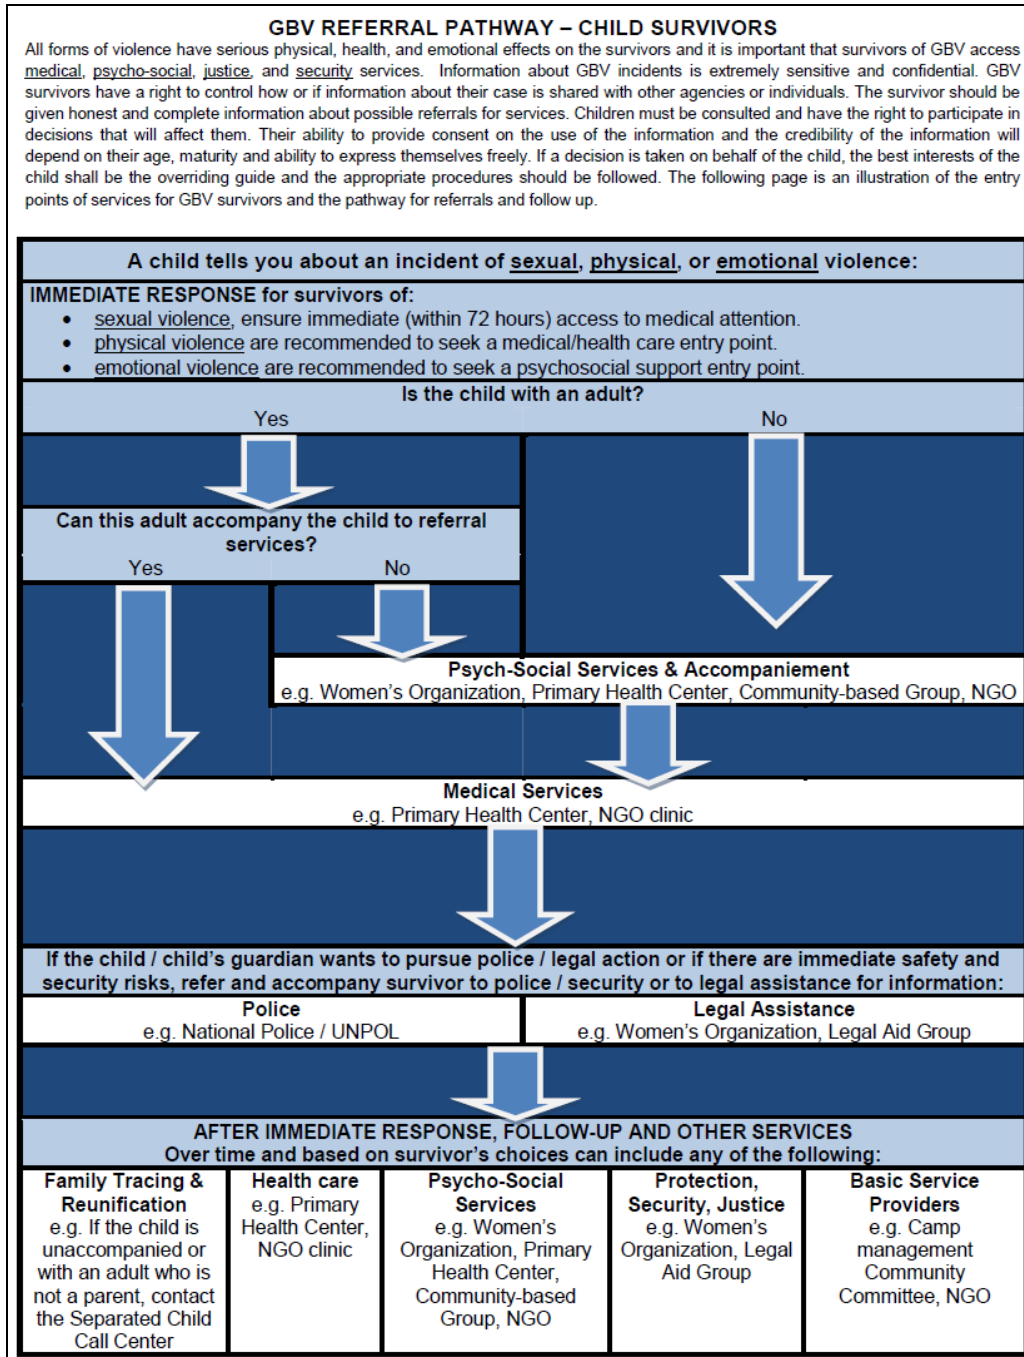 GBV REFERRAL PATHWAY – CHILD SURVIVORS
All forms of violence have serious physical, health, and emotional effects on the survivors and it is important that survivors of GBV access
medical, psycho-social, justice, and security services. Information about GBV incidents is extremely sensitive and confidential. GBV
survivors have a right to control how or if information about their case is shared with other agencies or individuals. The survivor should be
given honest and complete information about possible referrals for services. Children must be consulted and have the right to participate in
decisions that will affect them. Their ability to provide consent on the use of the information and the credibility of the information will
depend on their age, maturity and ability to express themselves freely. If a decision is taken on behalf of the child, the best interests of the
child shall be the overriding guide and the appropriate procedures should be followed. The following page is an illustration of the entry
points of services for GBV survivors and the pathway for referrals and follow up.
A child tells you about an incident of sexual, physical, or emotional violence:
IMMEDIATE RESPONSE for survivors of:
• sexual violence, ensure immediate (within 72 hours) access to medical attention.
• physical violence are recommended to seek a medical/health care entry point.
• emotional violence are recommended to seek a psychosocial support entry point.
Is the child with an adult?
Yes
No
Can this adult accompany the child to referral
services?
Yes
No
Psych-Social Services & Accompaniement
e.g. Women's Organization, Primary Health Center, Community-based Group, NGO
Medical Services
e.g. Primary Health Center, NGO clinic
If the child / child's guardian wants to pursue police / legal action or if there are immediate safety and
security risks, refer and accompany survivor to police / security or to legal assistance for information:
Police
e.g. National Police / UNPOL
Legal Assistance
e.g. Women's Organization, Legal Aid Group
AFTER IMMEDIATE RESPONSE, FOLLOW-UP AND OTHER SERVICES
Over time and based on survivor's choices can include any of the following:
Family Tracing &
Reunification
e.g. If the child is
unaccompanied or
with an adult who is
not a parent, contact
the Separated Child
Call Center
Health care
e.g. Primary
Health Center,
NGO clinic
Psycho-Social
Services
e.g. Women's
Organization, Primary
Health Center,
Community-based
Group, NGO
Protection,
Security, Justice
e.g. Women's
Organization, Legal
Aid Group
Basic Service
Providers
e.g. Camp
management
Community
Committee, NGO